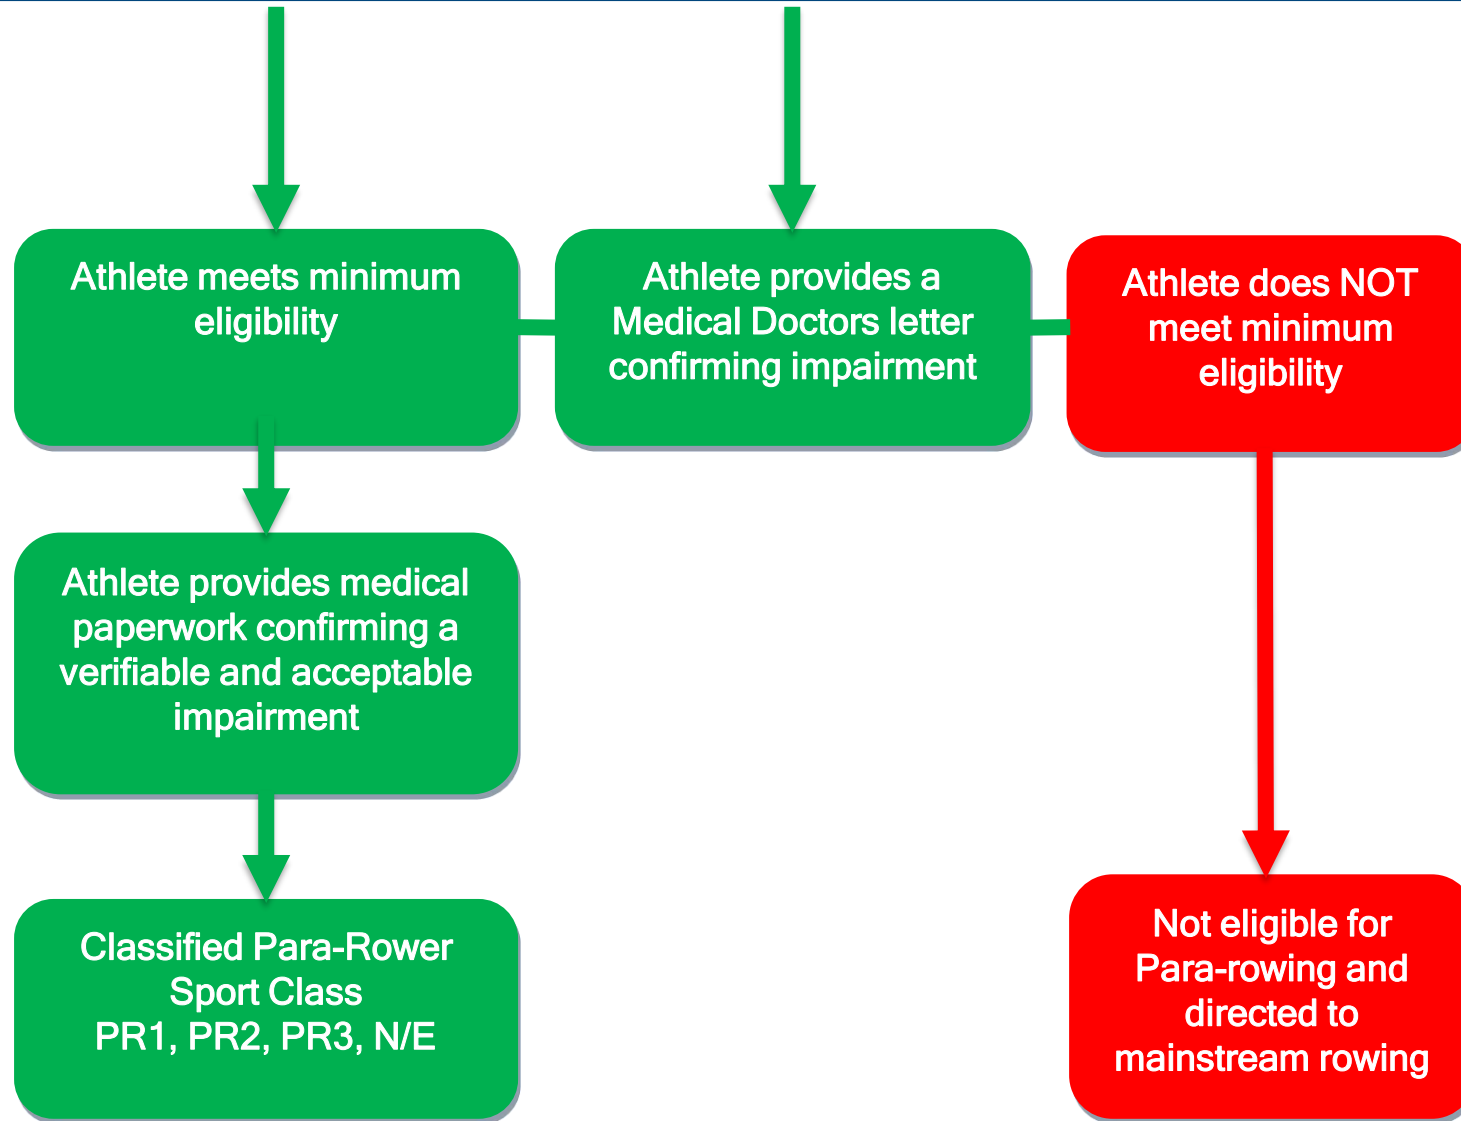 Athlete meets minimum
eligibility
Athlete provides a
Medical Doctors letter
confirming impairment
Athlete does NOT
meet minimum
eligibility
Athlete provides medical
paperwork confirming a
verifiable and acceptable
impairment
Classified Para-Rower
Sport Class
PR1, PR2, PR3, N/E
Not eligible for
Para-rowing and
directed to
mainstream rowing